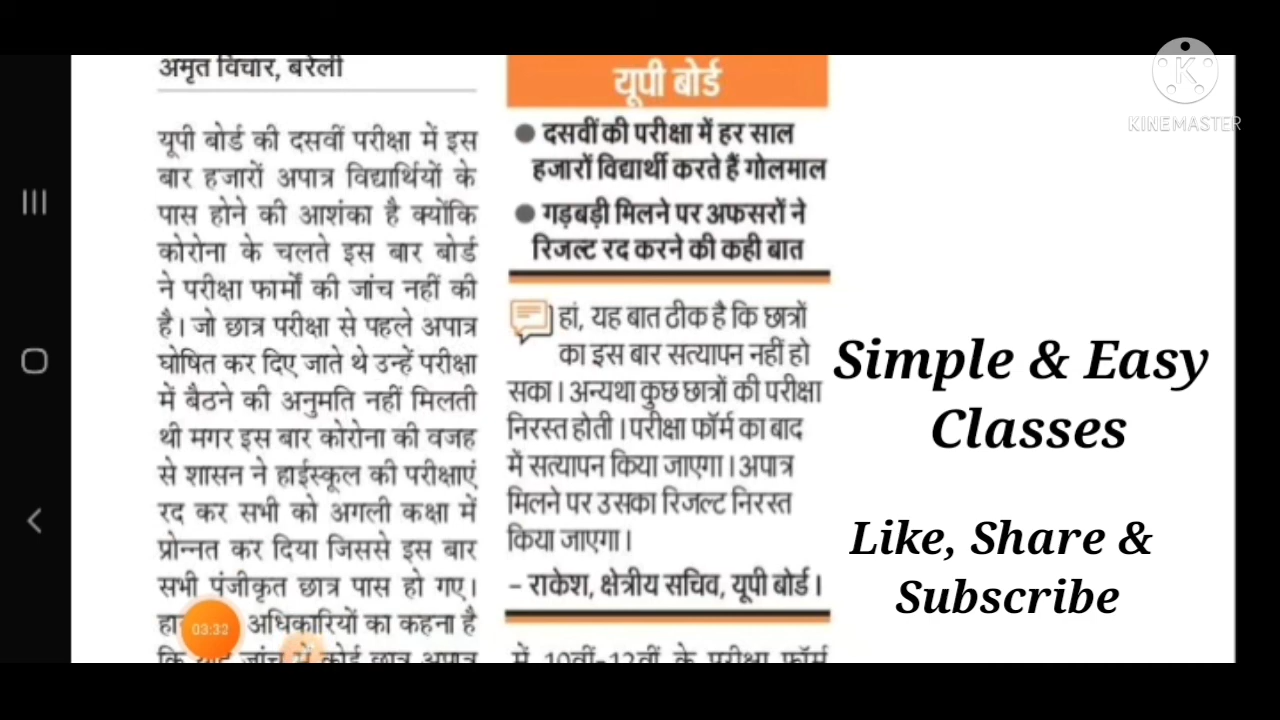 अमृत विचार, बरेली
यूपी बोर्ड की दसवीं परीक्षा में इस
बार हजारों अपात्र विद्यार्थियों के
पास होने की आशंका है क्योंकि
कोरोना के चलते इस बार बोर्ड
ने परीक्षा फार्मों की जांच नहीं की
है। जो छात्र परीक्षा से पहले अपात्र
घोषित कर दिए जाते थे उन्हें परीक्षा
में बैठने की अनुमति नहीं मिलती
थी मगर इस बार कोरोना की वजह
से शासन ने हाईस्कूल की परीक्षाएं
रद कर सभी को अगली कक्षा में
प्रोन्नत कर दिया जिससे इस बार
सभी पंजीकृत छात्र पास हो गए।
अधिकारियों का कहना है
जांच में कोई छात्र अपात्र
03:32
यूपी बोर्ड
● दसवीं की परीक्षा में हर साल
हजारों विद्यार्थी करते हैं गोलमाल
● गड़बड़ी मिलने पर अफसरों ने
रिजल्ट रद करने की कही बात
हां, यह बात ठीक है कि छात्रों
का इस बार सत्यापन नहीं हो
सका। अन्यथा कुछ छात्रों की परीक्षा
निरस्त होती। परीक्षा फॉर्म का बाद
में सत्यापन किया जाएगा। अपात्र
मिलने पर उसका रिजल्ट निरस्त
किया जाएगा।
– राकेश, क्षेत्रीय सचिव, यूपी बोर्ड।
में 10वीं-12वीं के परीक्षा फॉर्म
K
KINEMASTER
Simple & Easy
Classes
Like, Share &
Subscribe